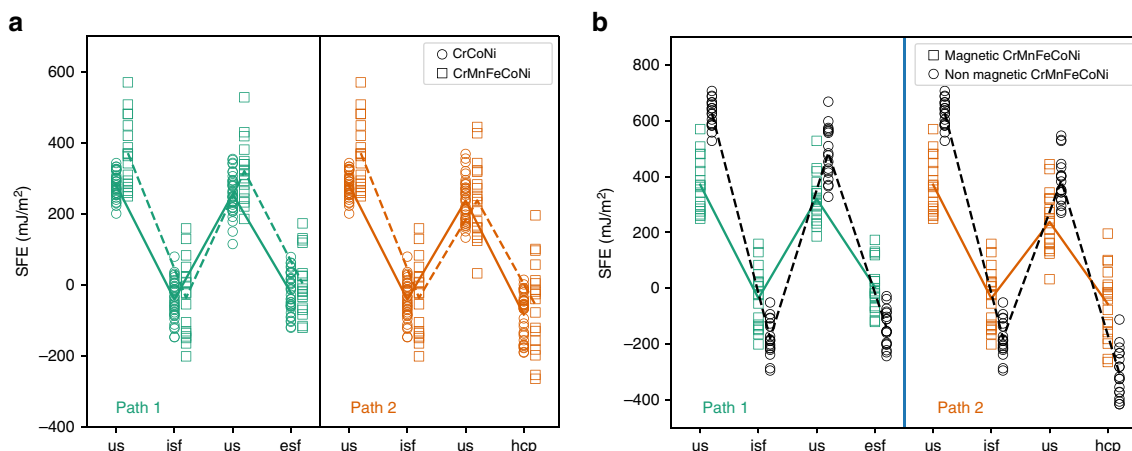 a
SFE (mJ/m²)
600
400
200
0
−200
−400
CrCoNi
CrMnFeCoNi
Path 1
Path 2
us
isf
us
esf
us
isf
us
hcp
b
SFE (mJ/m²)
800
600
400
200
0
−200
−400
Magnetic CrMnFeCoNi
Non magnetic CrMnFeCoNi
Path 1
Path 2
us
isf
us
esf
us
isf
us
hcp